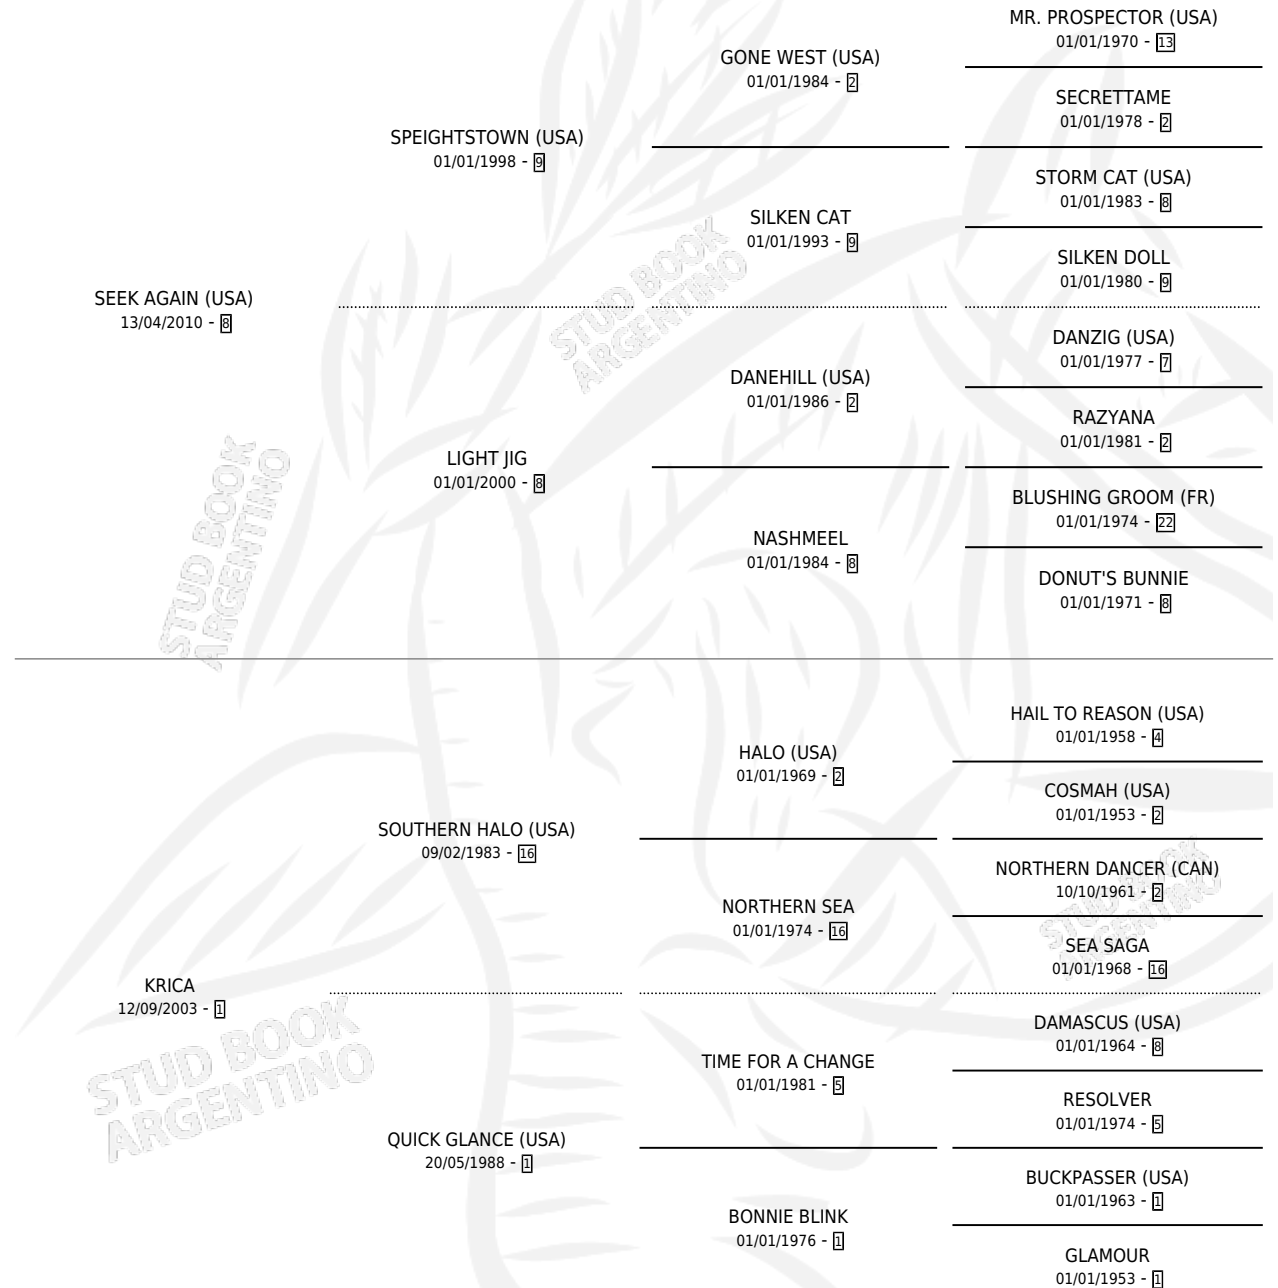 MR. PROSPECTOR (USA)
01/01/1970 - 13
GONE WEST (USA)
01/01/1984 - 2
SECRETTAME
01/01/1978 - 2
SPEIGHTSTOWN (USA)
01/01/1998 - 9
STORM CAT (USA)
01/01/1983 - 8
SILKEN CAT
01/01/1993 - 9
SILKEN DOLL
01/01/1980 - 9
SEEK AGAIN (USA)
13/04/2010 - 8
STUD BOOK
ARGENTINO
DANZIG (USA)
01/01/1977 - 7
DANEHILL (USA)
01/01/1986 - 2
RAZYANA
01/01/1981 - 2
LIGHT JIG
01/01/2000 - 8
BLUSHING GROOM (FR)
01/01/1974 - 22
NASHMEEL
01/01/1984 - 8
DONUT'S BUNNIE
01/01/1971 - 8
STUD BOOK
ARGENTINO
HAIL TO REASON (USA)
01/01/1958 - 4
HALO (USA)
01/01/1969 - 2
COSMAH (USA)
01/01/1953 - 2
SOUTHERN HALO (USA)
09/02/1983 - 16
NORTHERN DANCER (CAN)
10/10/1961 - 2
NORTHERN SEA
01/01/1974 - 16
STUD BOOK
ARGENTINO
SEA SAGA
01/01/1968 - 16
KRICA
12/09/2003 - 1
DAMASCUS (USA)
01/01/1964 - 8
STUD BOOK
ARGENTINO
TIME FOR A CHANGE
01/01/1981 - 5
RESOLVER
01/01/1974 - 5
QUICK GLANCE (USA)
20/05/1988 - 1
BUCKPASSER (USA)
01/01/1963 - 1
BONNIE BLINK
01/01/1976 - 1
GLAMOUR
01/01/1953 - 1